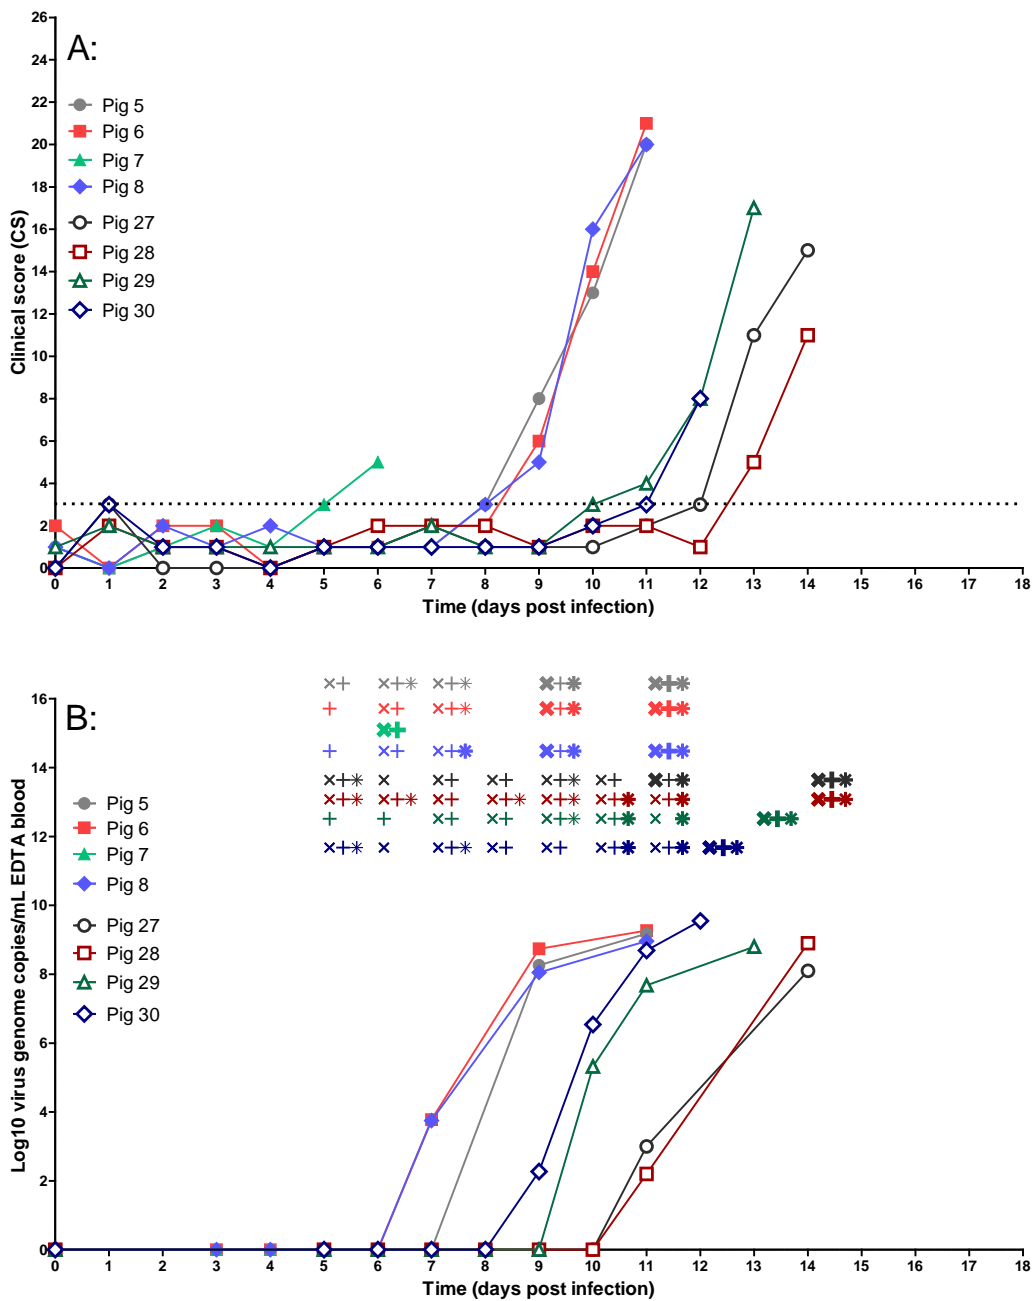 A:
26
24
22
20
18
16
14
12
10
8
6
4
2
0
Clinical score (CS)
Pig 5
Pig 6
Pig 7
Pig 8
Pig 27
Pig 28
Pig 29
Pig 30
0 1 2 3 4 5 6 7 8 9 10 11 12 13 14 15 16 17 18
Time (days post infection)
B:
16
14
12
10
8
6
4
2
0
Log10 virus genome copies/mL EDTA blood
Pig 5
Pig 6
Pig 7
Pig 8
Pig 27
Pig 28
Pig 29
Pig 30
0 1 2 3 4 5 6 7 8 9 10 11 12 13 14 15 16 17 18
Time (days post infection)